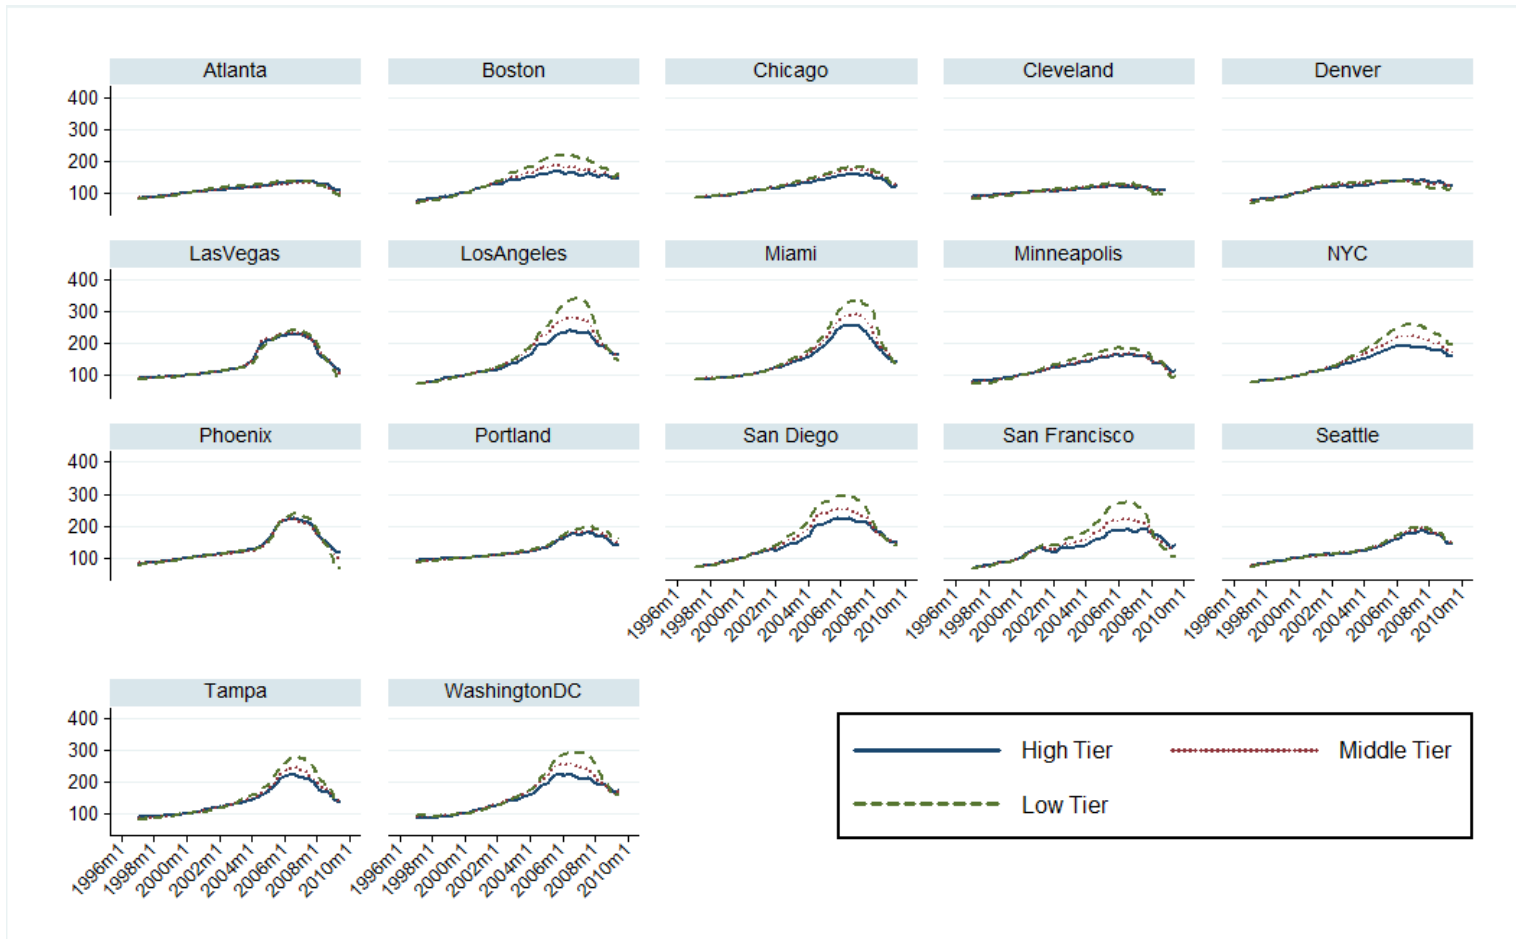 Atlanta Boston Chicago Cleveland Denver
400
300
200
100
LasVegas LosAngeles Miami Minneapolis NYC
400
300
200
100
Phoenix Portland San Diego San Francisco Seattle
400
300
200
100
1996m1 1998m1 2000m1 2002m1 2004m1 2006m1 2008m1 2010m1 1996m1 1998m1 2000m1 2002m1 2004m1 2006m1 2008m1 2010m1 1996m1 1998m1 2000m1 2002m1 2004m1 2006m1 2008m1 2010m1
Tampa WashingtonDC
400
300
200
100
1996m1 1998m1 2000m1 2002m1 2004m1 2006m1 2008m1 2010m1 1996m1 1998m1 2000m1 2002m1 2004m1 2006m1 2008m1 2010m1
High Tier Middle Tier
Low Tier